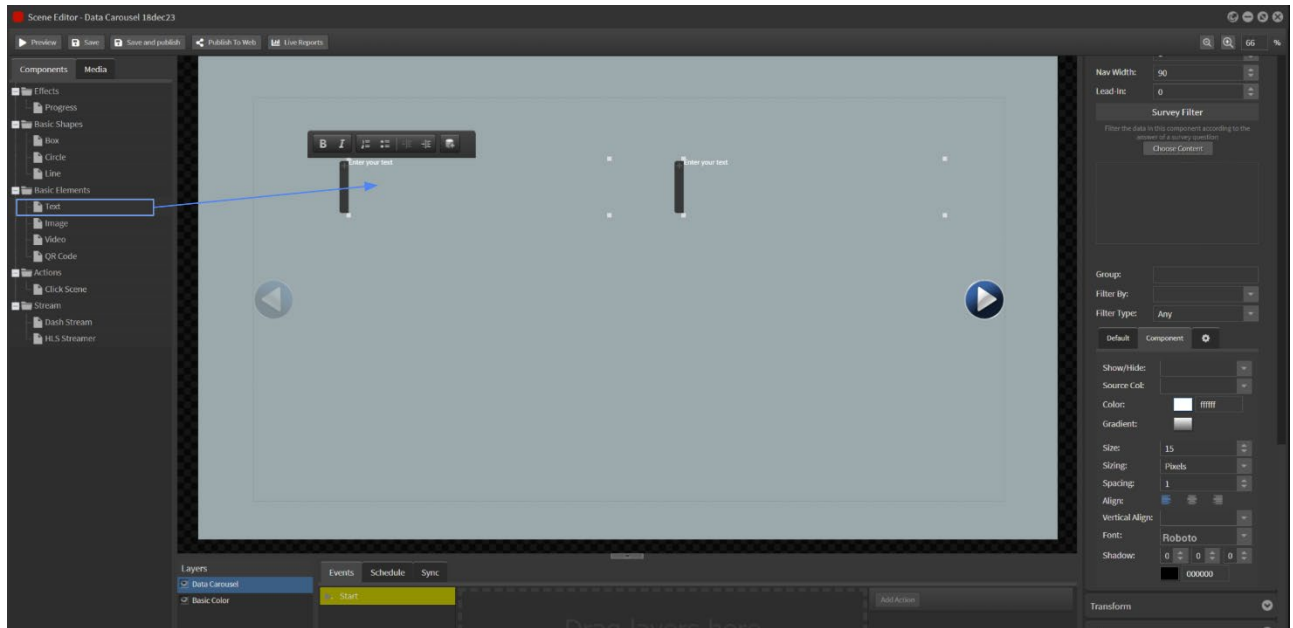 Scene Editor - Data Carousel 18dec23
Preview Save Save and publish Publish To Web Live Reports 66 %
Components Media
Effects
Progress
Basic Shapes
Box
Circle
Line
Basic Elements
Text
Image
Video
QR Code
Actions
Click Scene
Stream
Dash Stream
HLS Streamer
B I
Enter your text
Enter your text
Nav Width: 90
Lead-In: 0
Survey Filter
Filter the data in this component according to the
answer of a survey question
Choose Content
Group:
Filter By:
Filter Type: Any
Default Component
Show/Hide:
Source Col:
Color: ffffff
Gradient:
Size: 15
Sizing: Pixels
Spacing: 1
Align:
Vertical Align:
Font: Roboto
Shadow: 0 0 0
000000
Transform
Layers
Data Carousel
Basic Color
Events Schedule Sync
Start
Add Action
Drag layers here